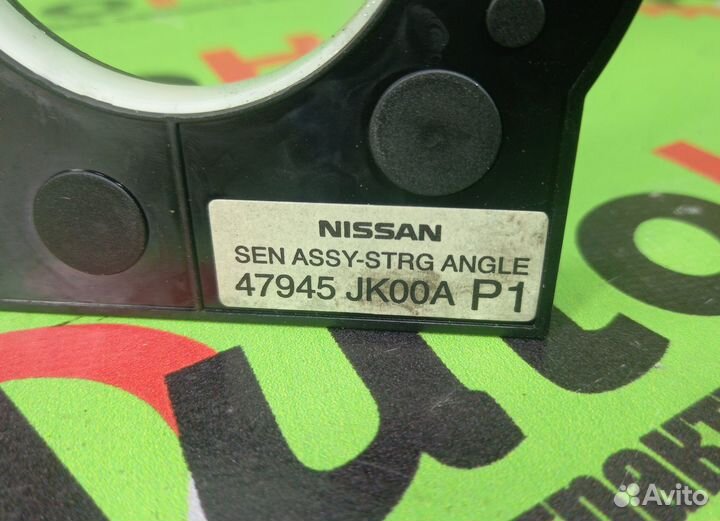 NISSAN
SEN ASSY-STRG ANGLE
47945 JK00A P1
Avito